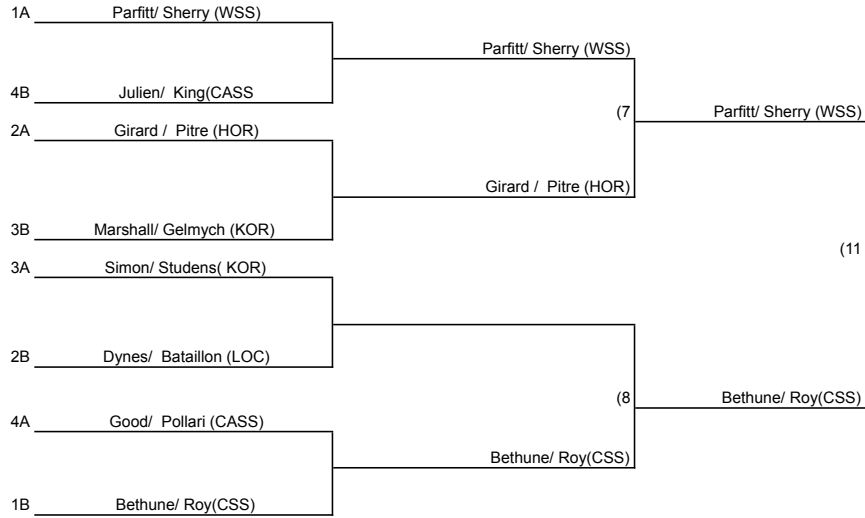 1A Parfitt/ Sherry (WSS)
Parfitt/ Sherry (WSS)
4B Julien/ King(CASS
(7 Parfitt/ Sherry (WSS)
2A Girard / Pitre (HOR)
Girard / Pitre (HOR)
3B Marshall/ Gelmych (KOR)
(11
3A Simon/ Studens( KOR)
2B Dynes/ Bataillon (LOC)
(8 Bethune/ Roy(CSS)
4A Good/ Pollari (CASS)
Bethune/ Roy(CSS)
1B Bethune/ Roy(CSS)